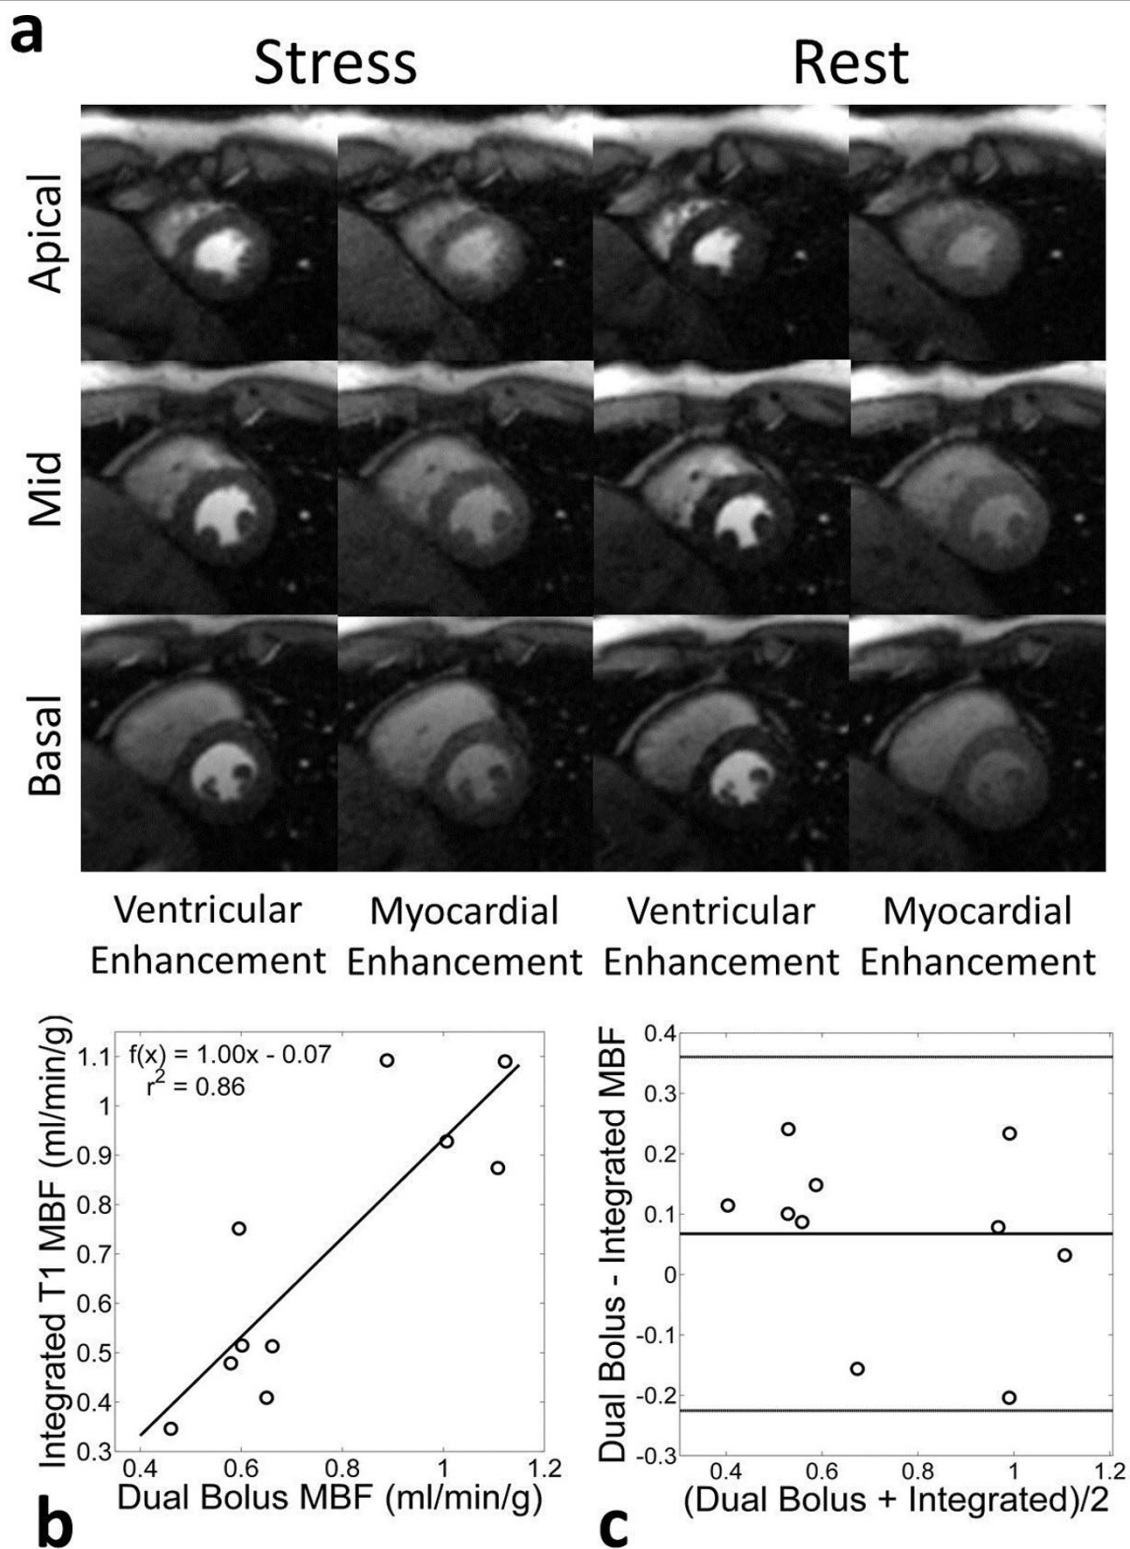 a
Stress Rest
Apical
Mid
Basal
Ventricular Enhancement
Myocardial Enhancement
Ventricular Enhancement
Myocardial Enhancement
Integrated T1 MBF (ml/min/g)
f(x) = 1.00x - 0.07
r² = 0.86
1.1
1
0.9
0.8
0.7
0.6
0.5
0.4
0.3
0.4 0.6 0.8 1 1.2
Dual Bolus MBF (ml/min/g)
b
Dual Bolus - Integrated MBF
0.4
0.3
0.2
0.1
0
-0.1
-0.2
-0.3
0.4 0.6 0.8 1 1.2
(Dual Bolus + Integrated)/2
c